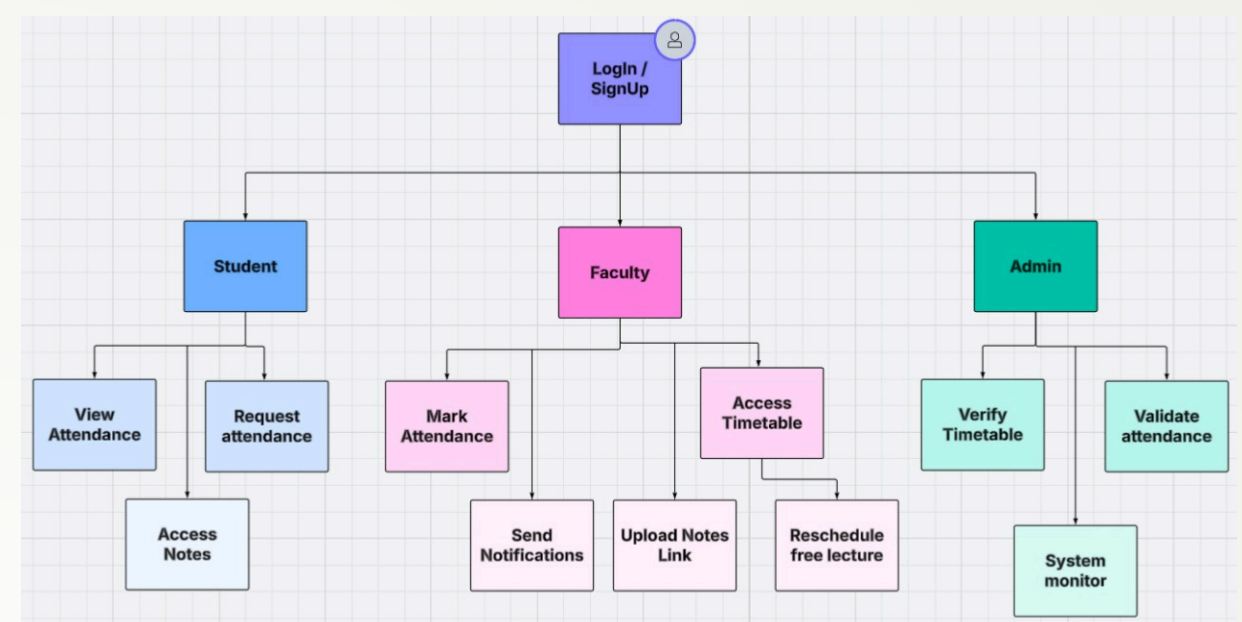 LogIn /
SignUp
Student
Faculty
Admin
View
Attendance
Request
attendance
Mark
Attendance
Access
Timetable
Verify
Timetable
Validate
attendance
Access
Notes
Send
Notifications
Upload Notes
Link
Reschedule
free lecture
System
monitor